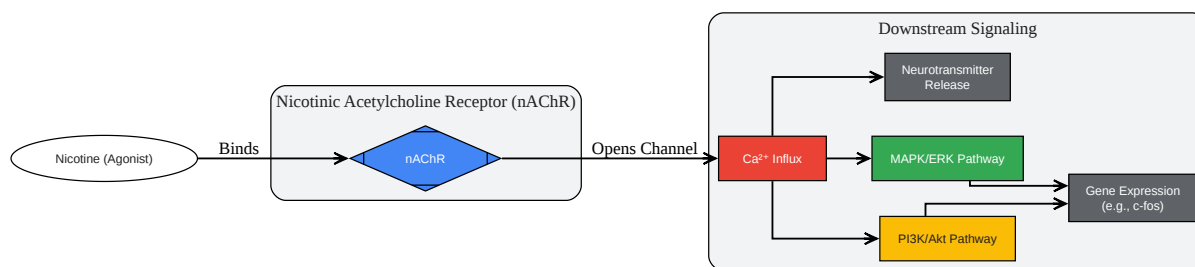 Nicotine (Agonist)
Binds
Nicotinic Acetylcholine Receptor (nAChR)
nAChR
Opens Channel
Downstream Signaling
Ca²⁺ Influx
Neurotransmitter
Release
MAPK/ERK Pathway
PI3K/Akt Pathway
Gene Expression
(e.g., c-fos)